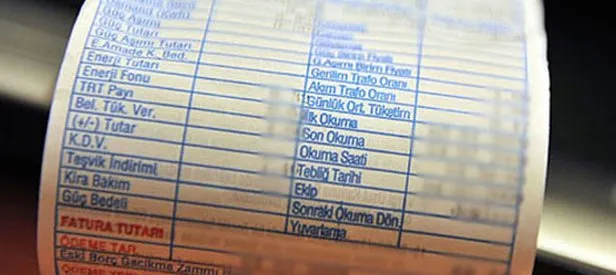 Güç Aşımı
Güç Tutarı
Güç Aşımı Tutarı
E.Amade K. Bed.
Enerji Tutarı
Enerji Fonu
TRT Payı
Bel. Tük. Ver.
(+/-) Tutar
K.D.V.
Teşvik İndirimi
Kira Bakım
Güç Bedeli
FATURA TUTARI
ÖDEME TAR
Eski Borç Gecikme Zammı
Güç Birim Fiyatı
G.Aşımı Birim Fiyatı
Gerilim Trafo Oranı
Akım Trafo Oranı
Günlük Ort. Tüketim
İlk Okuma
Son Okuma
Okuma Saati
Tebliğ Tarihi
Ekip
Sonraki Okuma Dön.
Yuvarlama